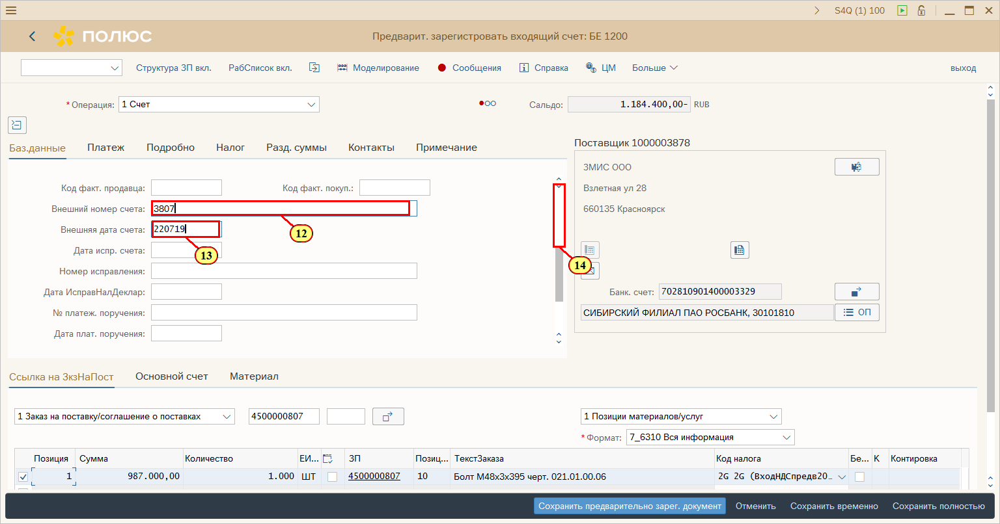 S4Q (1) 100
ПОЛЮС
Предварит. зарегистровать входящий счет: БЕ 1200
Структура ЗП вкл. РабСписок вкл. Моделирование Сообщения Справка ЦМ Больше выход
* Операция: 1 Счет Сальдо: 1.184.400,00- RUB
Баз.данные Платеж Подробно Налог Разд. суммы Контакты Примечание
Поставщик 1000003878
ЗМИС ООО
Взлетная ул 28
660135 Красноярск
Код факт. продавца: Код факт. покуп.:
Внешний номер счета: 3807
12
Внешняя дата счета: 220719
13
14
Дата испр. счета:
Номер исправления:
Дата ИсправНалДеклар:
№ платеж. поручения:
Дата плат. поручения:
Банк. счет: 702810901400003329
СИБИРСКИЙ ФИЛИАЛ ПАО РОСБАНК, 30101810 ОП
Ссылка на ЗкзНаПост Основной счет Материал
1 Заказ на поставку/соглашение о поставках 4500000807 1 Позиции материалов/услуг
* Формат: 7_6310 Вся информация
Позиция Сумма Количество ЕИ... ЗП Позиц... ТекстЗаказа Код налога Бе... К Контировка
1 987.000,00 1.000 ШТ 4500000807 10 Болт М48х3х395 черт. 021.01.00.06 2G 2G (ВходНДСпредв20...
Сохранить предварительно зарег. документ Отменить Сохранить временно Сохранить полностью